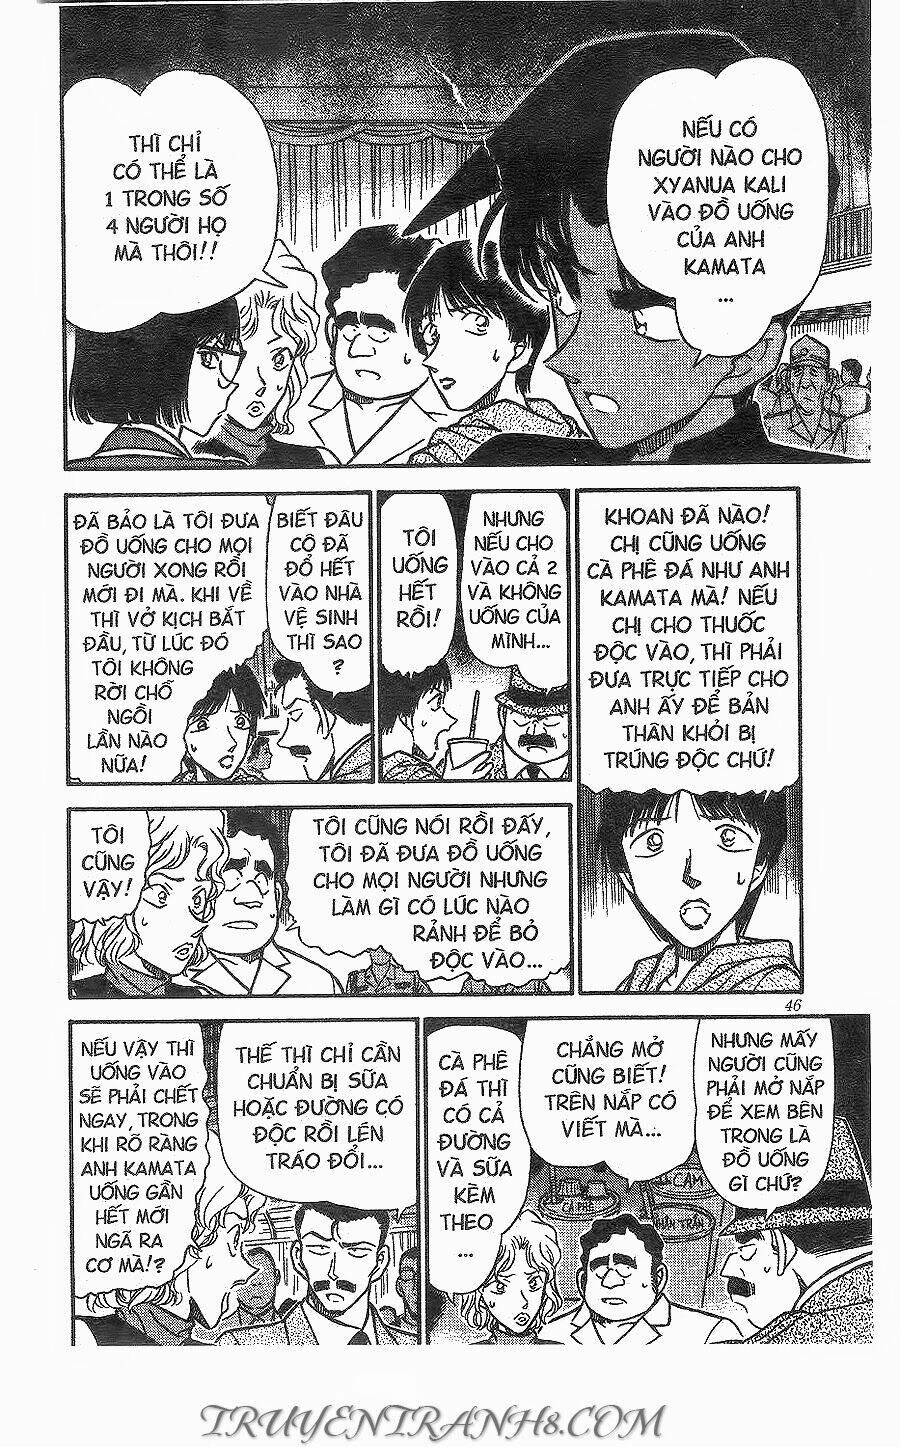 NẾU CÓ
NGƯỜI NÀO CHO
XYANUA KALI
VÀO ĐỒ UỐNG
CỦA ANH
KAMATA
...
THÌ CHỈ
CÓ THỂ LÀ
1 TRONG SỐ
4 NGƯỜI HỌ
MÀ THÔI!!
KHOAN ĐÃ NÀO!
CHỊ CŨNG UỐNG
CÀ PHÊ ĐÁ NHƯ ANH
KAMATA MÀ! NẾU
CHỊ CHO THUỐC
ĐỘC VÀO, THÌ PHẢI
ĐƯA TRỰC TIẾP CHO
ANH ẤY ĐỂ BẢN
THÂN KHỎI BỊ
TRÚNG ĐỘC CHỨ!
NHƯNG
NẾU CHO
VÀO CẢ 2
VÀ KHÔNG
UỐNG CỦA
MÌNH...
TÔI
UỐNG
HẾT
RỒI!
BIẾT ĐÂU
CÔ ĐÃ
ĐỔ HẾT
VÀO NHÀ
VỆ SINH
THÌ SAO
?
ĐÃ BẢO LÀ TÔI ĐƯA
ĐỒ UỐNG CHO MỌI
NGƯỜI XONG RỒI
MỚI ĐI MÀ. KHI VỀ
THÌ VỞ KỊCH BẮT
ĐẦU, TỪ LÚC ĐÓ
TÔI KHÔNG
RỜI CHỖ
NGỒI
LẦN NÀO
NỮA!
TÔI CŨNG NÓI RỒI ĐẤY,
TÔI ĐÃ ĐƯA ĐỒ UỐNG
CHO MỌI NGƯỜI NHƯNG
LÀM GÌ CÓ LÚC NÀO
RẢNH ĐỂ BỎ
ĐỘC VÀO...
TÔI
CŨNG
VẬY!
46
NHƯNG MẤY
NGƯỜI CŨNG
PHẢI MỞ NẮP
ĐỂ XEM BÊN
TRONG LÀ
ĐỒ UỐNG
GÌ CHỨ?
CHẲNG MỞ
CŨNG BIẾT!
TRÊN NẮP CÓ
VIẾT MÀ...
CÀ PHÊ
ĐÁ THÌ
CÓ CẢ
ĐƯỜNG
VÀ SỮA
KÈM
THEO
...
CÀ PHÊ
CAM
THẾ THÌ CHỈ CẦN
CHUẨN BỊ SỮA
HOẶC ĐƯỜNG CÓ
ĐỘC RỒI LÉN
TRÁO ĐỔI...
NẾU VẬY THÌ
UỐNG VÀO
SẼ PHẢI CHẾT
NGAY, TRONG
KHI RÕ RÀNG
ANH KAMATA
UỐNG GẦN
HẾT MỚI
NGÃ RA
CƠ MÀ!?
TRUYENTRANH8.COM